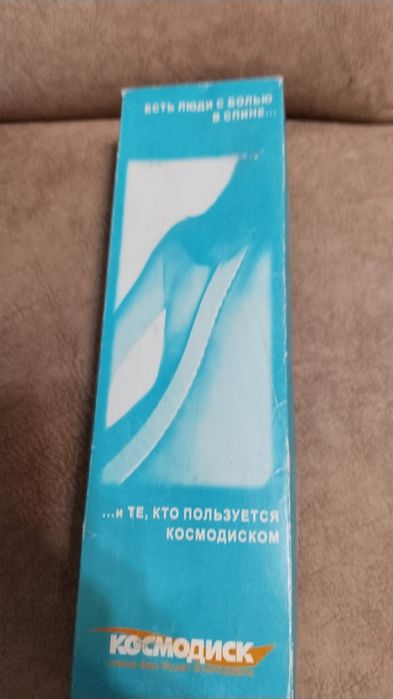 ЕСТЬ ЛЮДИ С БОЛЬЮ
В СПИНЕ...
...и ТЕ, КТО ПОЛЬЗУЕТСЯ
КОСМОДИСКОМ
КОСМОДИСК